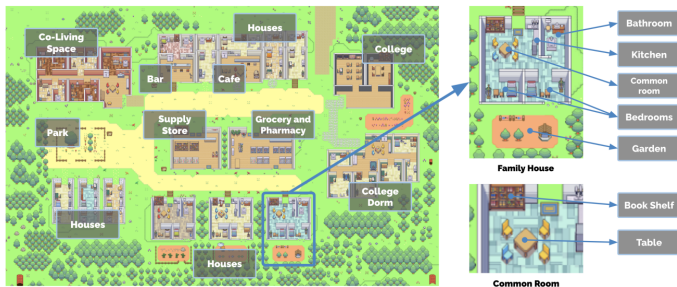 Co-Living
Space
Houses
College
Bar
Cafe
Park
Supply
Store
Grocery and
Pharmacy
College
Dorm
Houses
Houses
Bathroom
Kitchen
Common
room
Bedrooms
Garden
Family House
Book Shelf
Table
Common Room